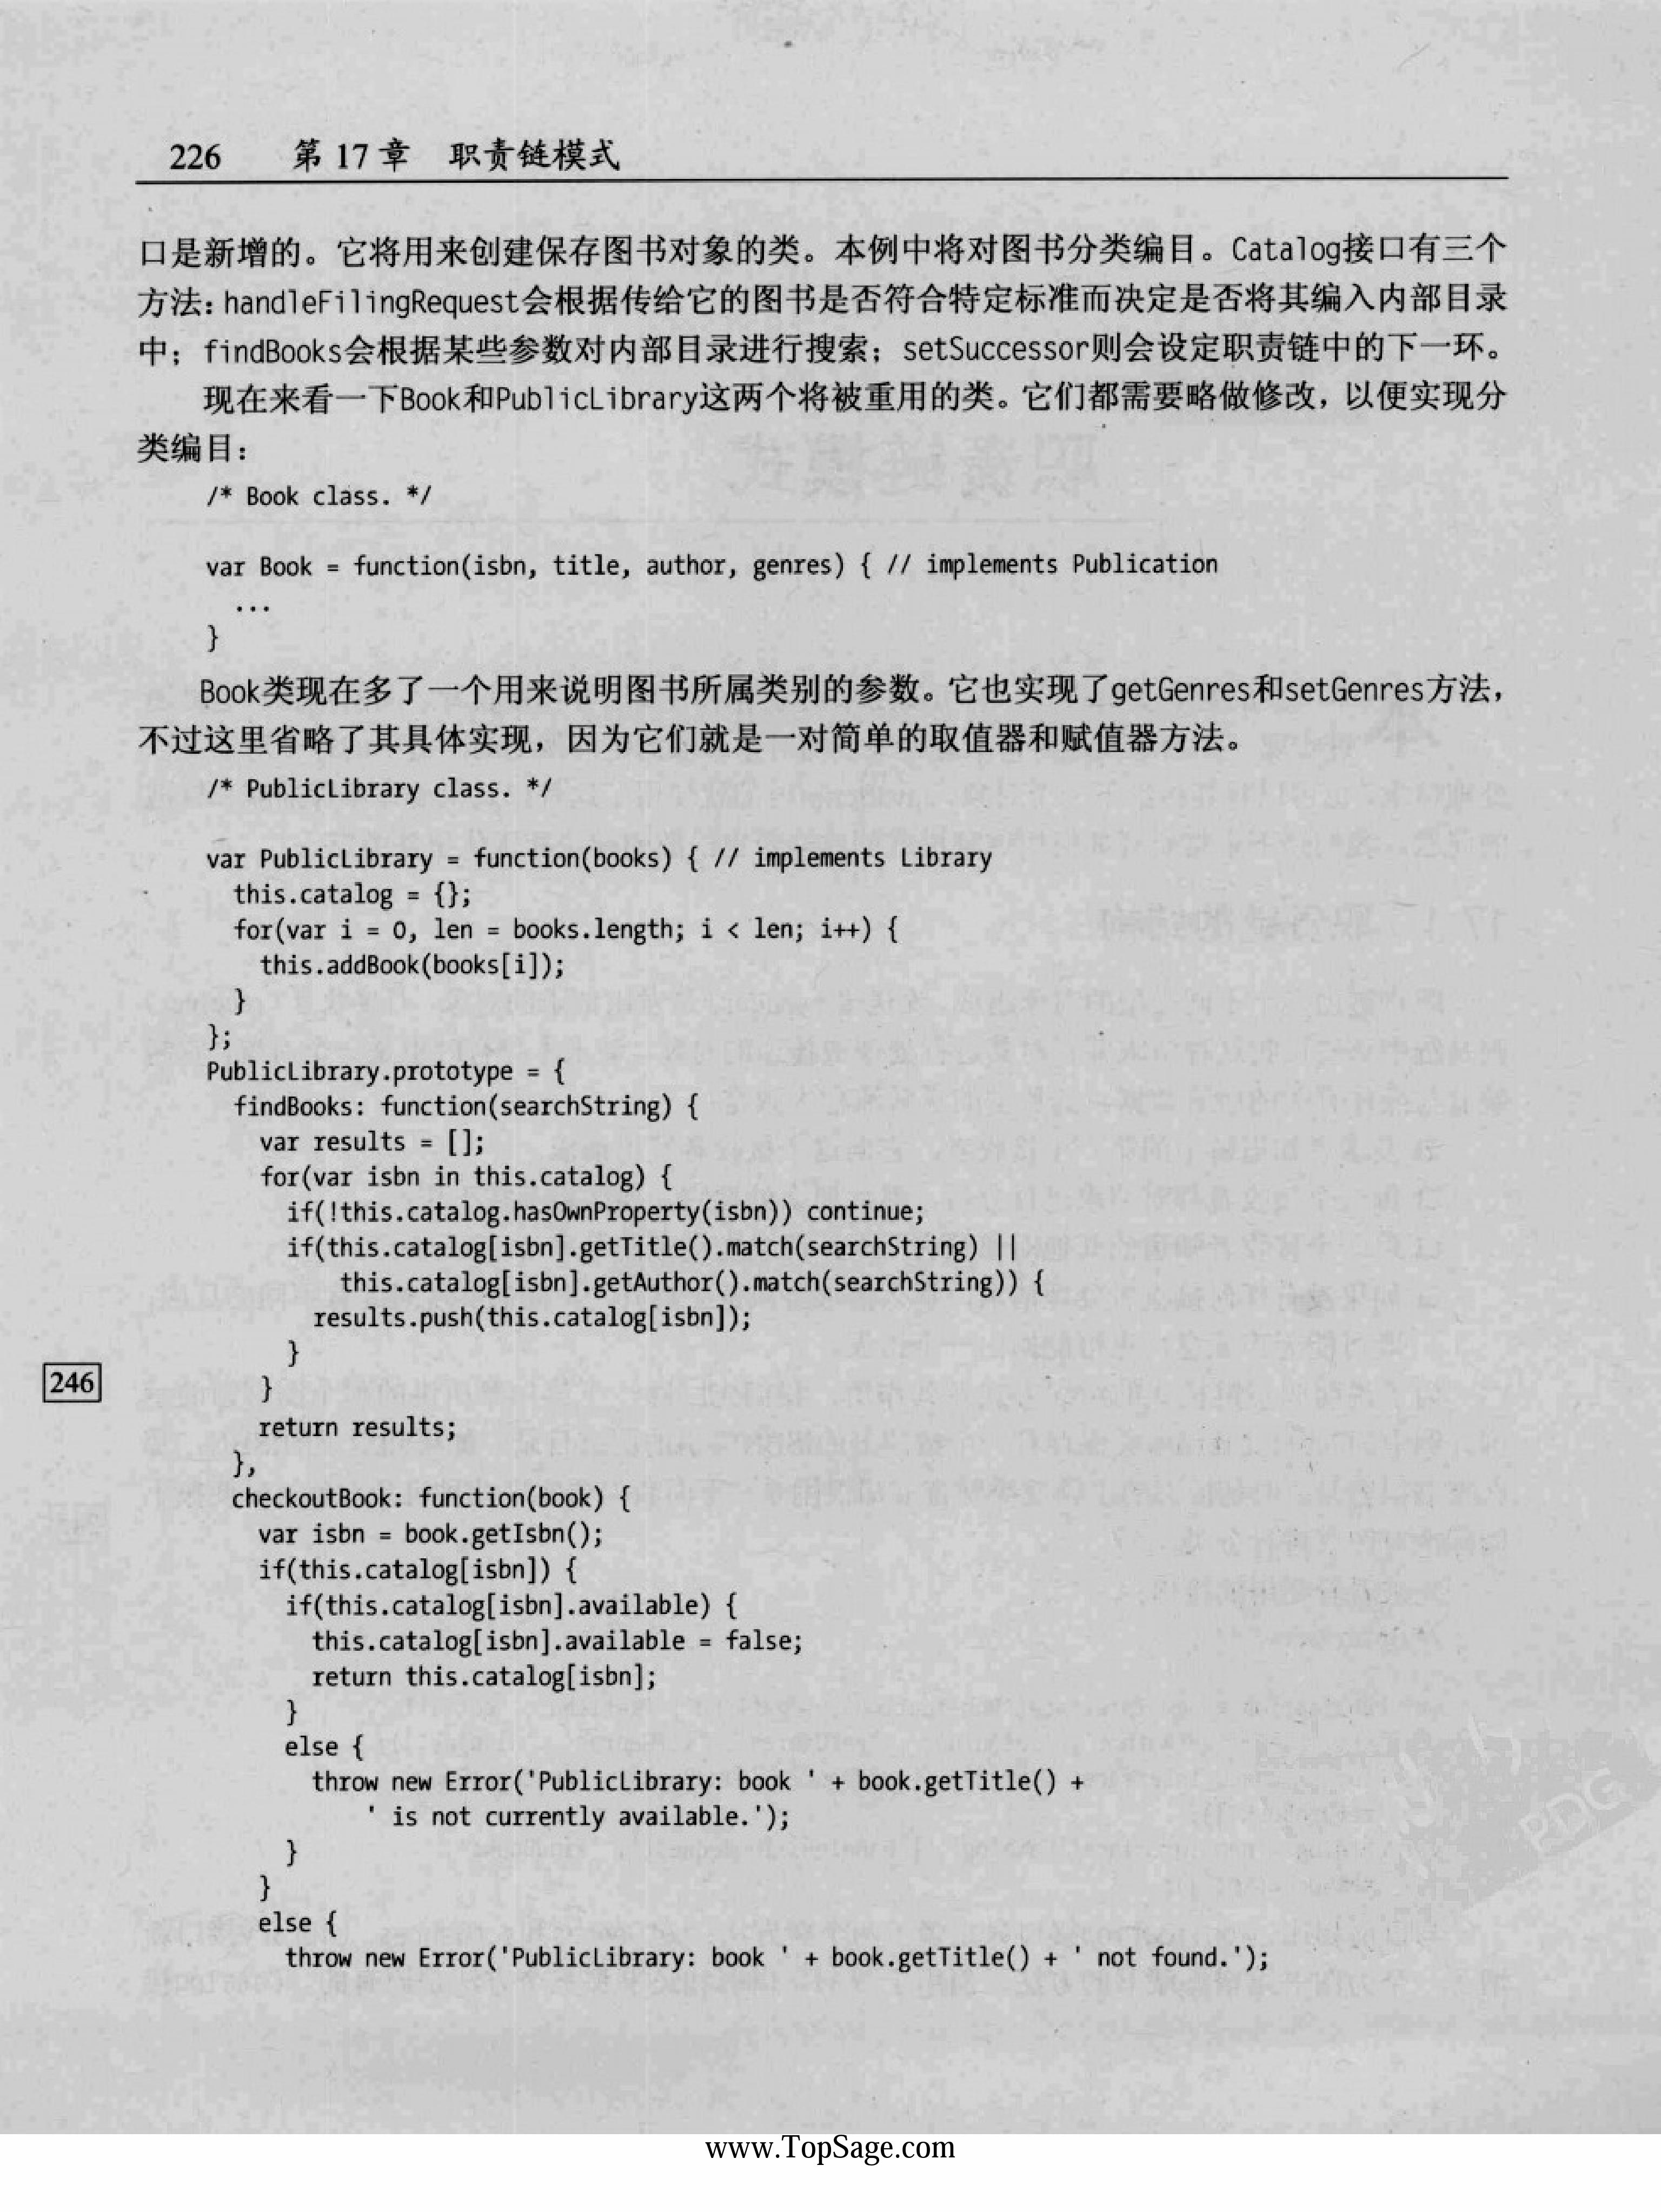 226 第 17 章 职责链模式
口是新增的。它将用来创建保存图书对象的类。本例中将对图书分类编目。Catalog接口有三个
方法：handleFilingRequest会根据传给它的图书是否符合特定标准而决定是否将其编入内部目录
中；findBooks会根据某些参数对内部目录进行搜索；setSuccessor则会设定职责链中的下一环。
现在来看一下Book和PublicLibrary这两个将被重用的类。它们都需要略做修改，以便实现分
类编目：
/* Book class. */
var Book = function(isbn, title, author, genres) { // implements Publication
...
}
Book类现在多了一个用来说明图书所属类别的参数。它也实现了getGenres和setGenres方法，
不过这里省略了其具体实现，因为它们就是一对简单的取值器和赋值器方法。
/* PublicLibrary class. */
var PublicLibrary = function(books) { // implements Library
this.catalog = {};
for(var i = 0, len = books.length; i < len; i++) {
this.addBook(books[i]);
}
};
PublicLibrary.prototype = {
findBooks: function(searchString) {
var results = [];
for(var isbn in this.catalog) {
if(!this.catalog.hasOwnProperty(isbn)) continue;
if(this.catalog[isbn].getTitle().match(searchString) ||
this.catalog[isbn].getAuthor().match(searchString)) {
results.push(this.catalog[isbn]);
}
246
}
return results;
},
checkoutBook: function(book) {
var isbn = book.getIsbn();
if(this.catalog[isbn]) {
if(this.catalog[isbn].available) {
this.catalog[isbn].available = false;
return this.catalog[isbn];
}
else {
throw new Error('PublicLibrary: book ' + book.getTitle() +
' is not currently available.');
}
}
else {
throw new Error('PublicLibrary: book ' + book.getTitle() + ' not found.');
PDG
www.TopSage.com